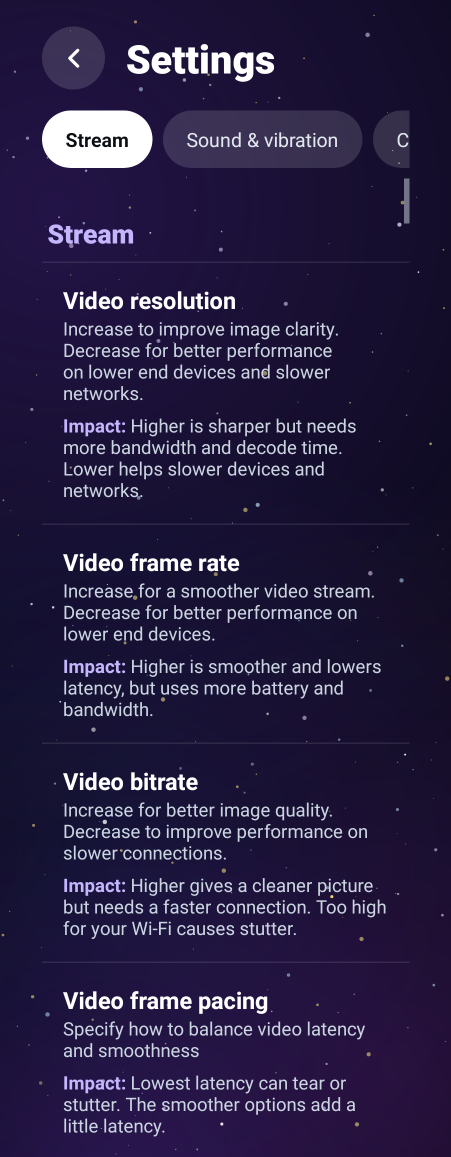 Settings
Stream
Sound & vibration
C
Stream
Video resolution
Increase to improve image clarity.
Decrease for better performance
on lower end devices and slower
networks.
Impact: Higher is sharper but needs
more bandwidth and decode time.
Lower helps slower devices and
networks.
Video frame rate
Increase for a smoother video stream.
Decrease for better performance on
lower end devices.
Impact: Higher is smoother and lowers
latency, but uses more battery and
bandwidth.
Video bitrate
Increase for better image quality.
Decrease to improve performance on
slower connections.
Impact: Higher gives a cleaner picture
but needs a faster connection. Too high
for your Wi-Fi causes stutter.
Video frame pacing
Specify how to balance video latency
and smoothness
Impact: Lowest latency can tear or
stutter. The smoother options add a
little latency.